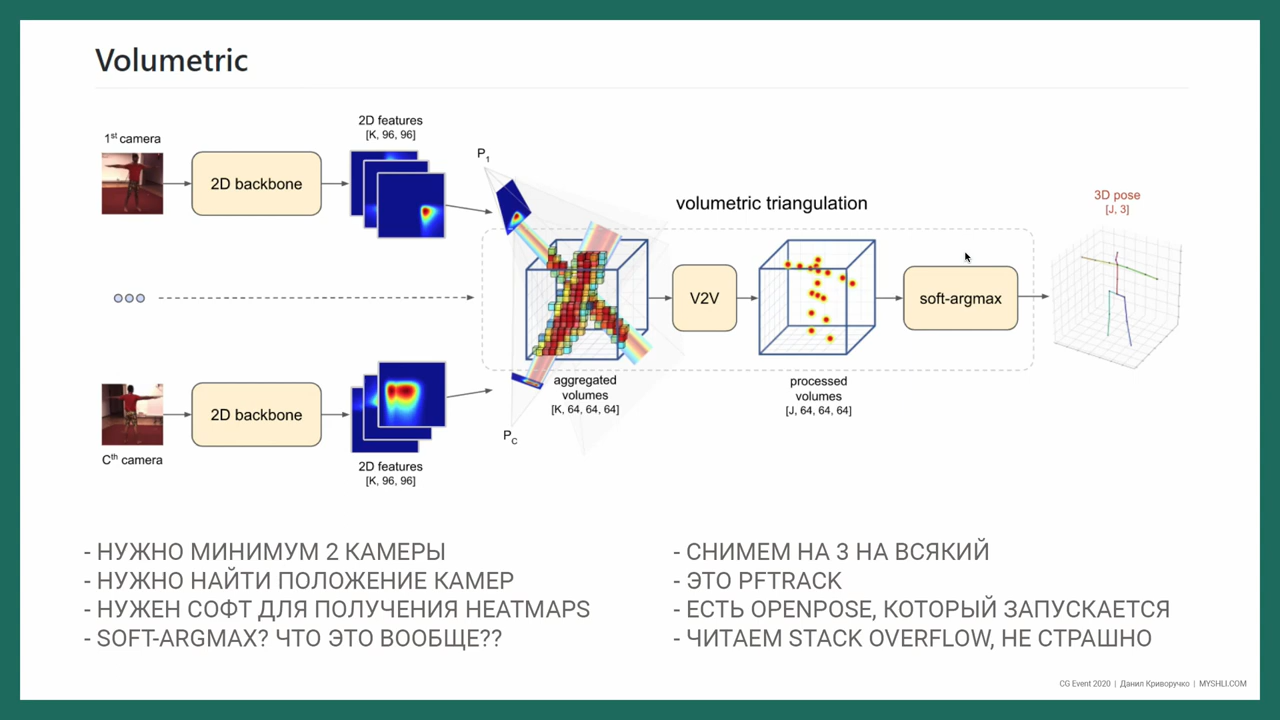 Volumetric
1st camera
2D backbone
2D features
[K, 96, 96]
P1
volumetric triangulation
3D pose
[J, 3]
V2V
soft-argmax
aggregated
volumes
[K, 64, 64, 64]
processed
volumes
[J, 64, 64, 64]
2D backbone
Cth camera
PC
2D features
[K, 96, 96]
- НУЖНО МИНИМУМ 2 КАМЕРЫ
- НУЖНО НАЙТИ ПОЛОЖЕНИЕ КАМЕР
- НУЖЕН СОФТ ДЛЯ ПОЛУЧЕНИЯ HEATMAPS
- SOFT-ARGMAX? ЧТО ЭТО ВООБЩЕ??
- СНИМЕМ НА 3 НА ВСЯКИЙ
- ЭТО PFTRACK
- ЕСТЬ OPENPOSE, КОТОРЫЙ ЗАПУСКАЕТСЯ
- ЧИТАЕМ STACK OVERFLOW, НЕ СТРАШНО
CG Event 2020 | Данил Криворучко | MYSHLI.COM